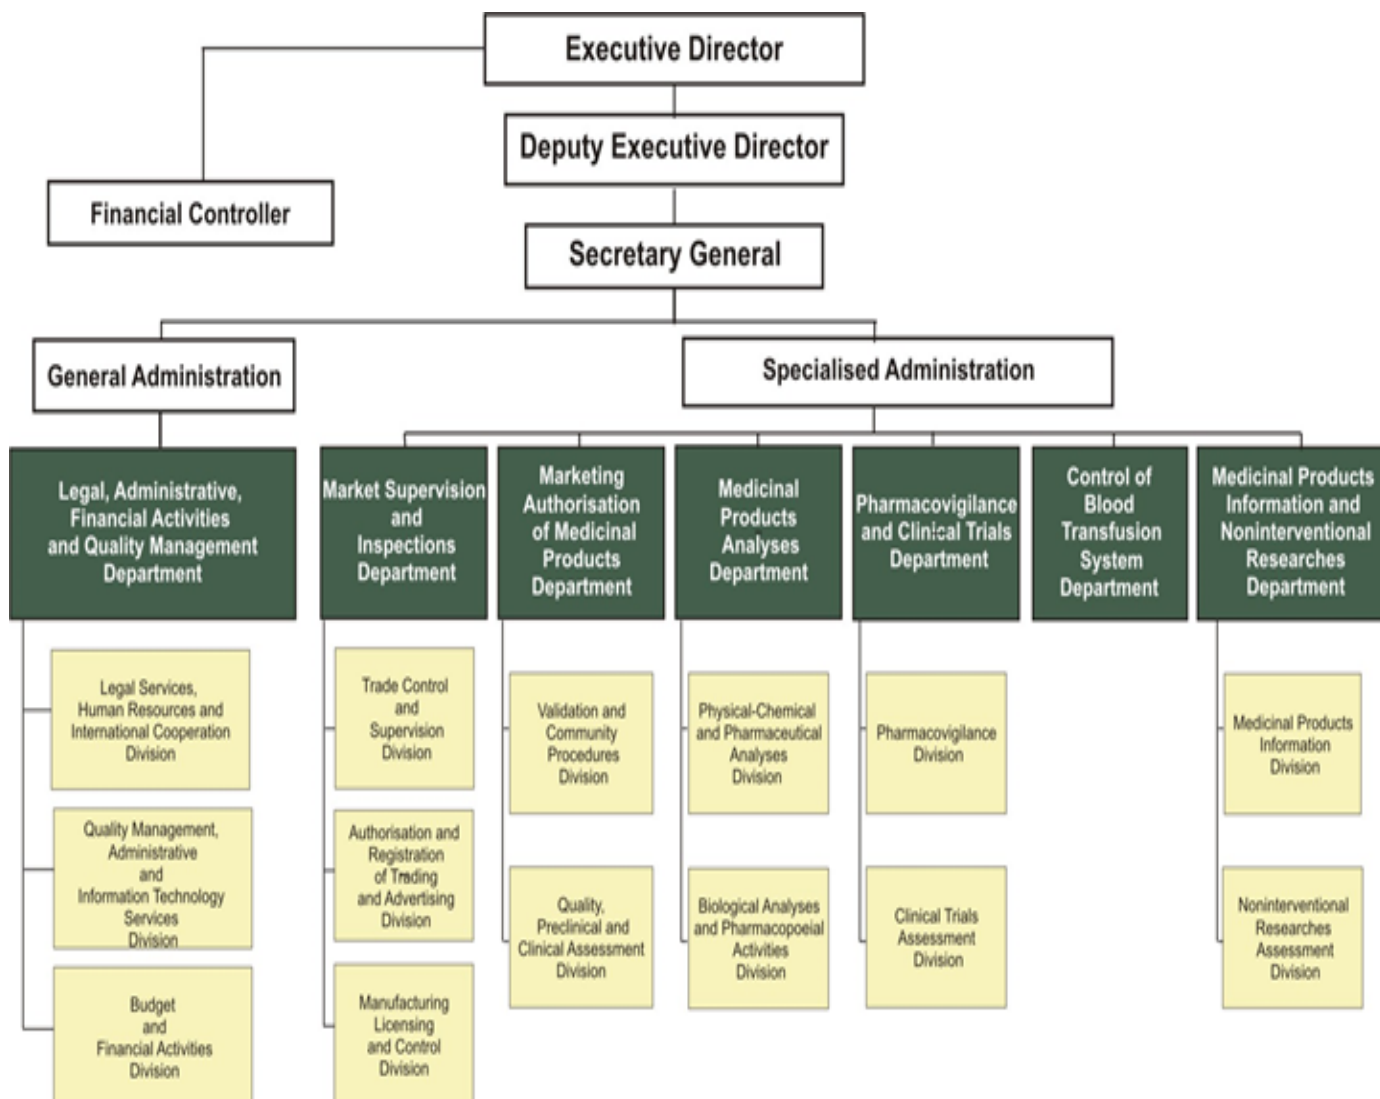 Executive Director
Deputy Executive Director
Financial Controller
Secretary General
General Administration
Specialised Administration
Legal, Administrative,
Financial Activities
and Quality Management
Department
Market Supervision
and
Inspections
Department
Marketing
Authorisation
of Medicinal
Products
Department
Medicinal
Products
Analyses
Department
Pharmacovigilance
and Clinical Trials
Department
Control of
Blood
Transfusion
System
Department
Medicinal Products
Information and
Noninterventional
Researches
Department
Legal Services,
Human Resources and
International Cooperation
Division
Quality Management,
Administrative
and
Information Technology
Services
Division
Budget
and
Financial Activities
Division
Trade Control
and
Supervision
Division
Authorisation and
Registration
of Trading
and Advertising
Division
Manufacturing
Licensing
and Control
Division
Validation and
Community
Procedures
Division
Quality,
Preclinical and
Clinical Assessment
Division
Physical-Chemical
and Pharmaceutical
Analyses
Division
Biological Analyses
and Pharmacopoeial
Activities
Division
Pharmacovigilance
Division
Clinical Trials
Assessment
Division
Medicinal Products
Information
Division
Noninterventional
Researches
Assessment
Division